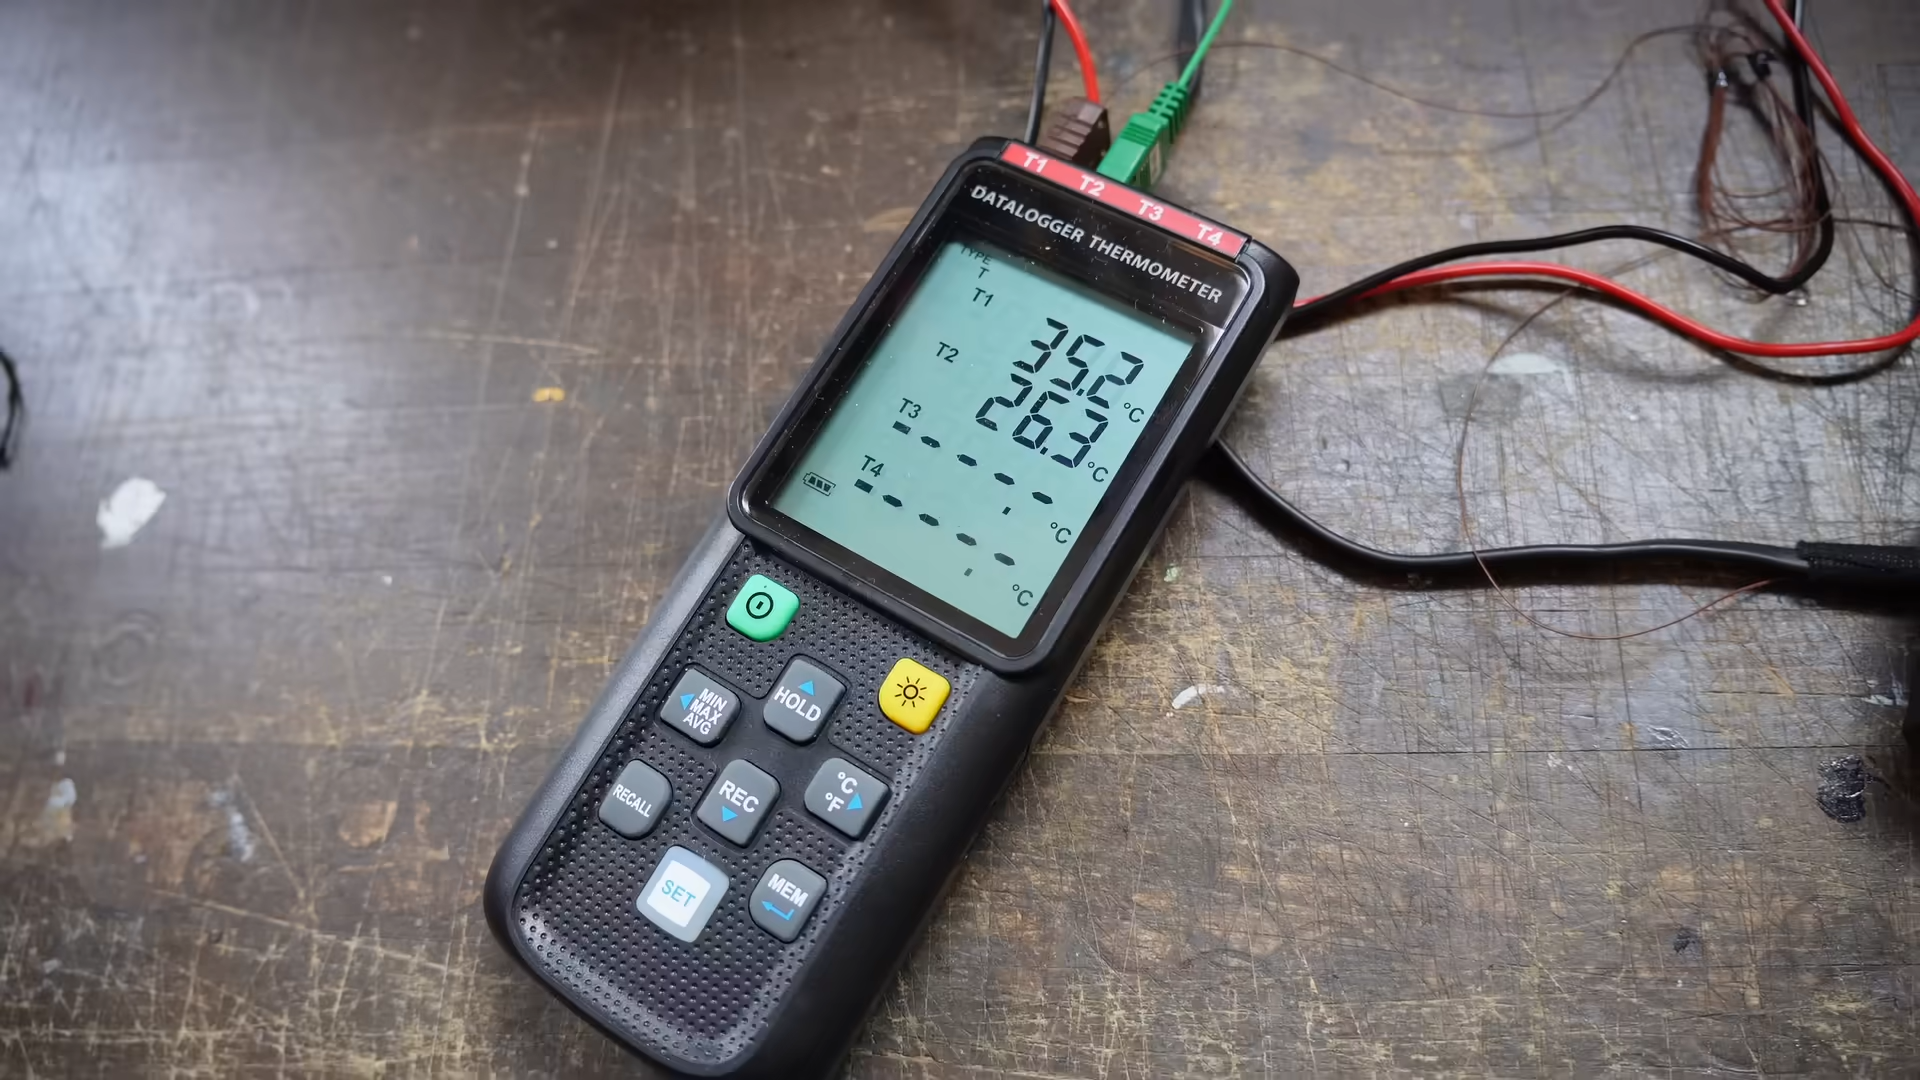 T1 T2 T3 T4
DATALOGGER THERMOMETER
TYPE
T
T1 35.2 °C
T2 26.3 °C
T3 -----.- °C
T4 -----.- °C
MIN
MAX
AVG
HOLD
RECALL
REC
°C
°F
SET
MEM